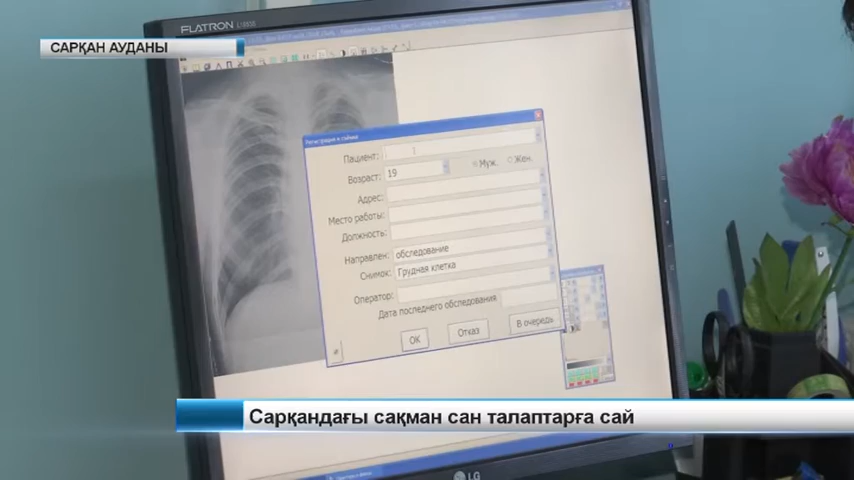 FLATRON
САРҚАН АУДАНЫ
Пациент:
Возраст: 19
Муж. Жен.
Адрес:
Место работы:
Должность:
Направлен: обследование
Снимок: Грудная клетка
Оператор:
Дата последнего обследования
ОК Отказ В очередь
Сарқандағы сақман сан талаптарға сай
LG